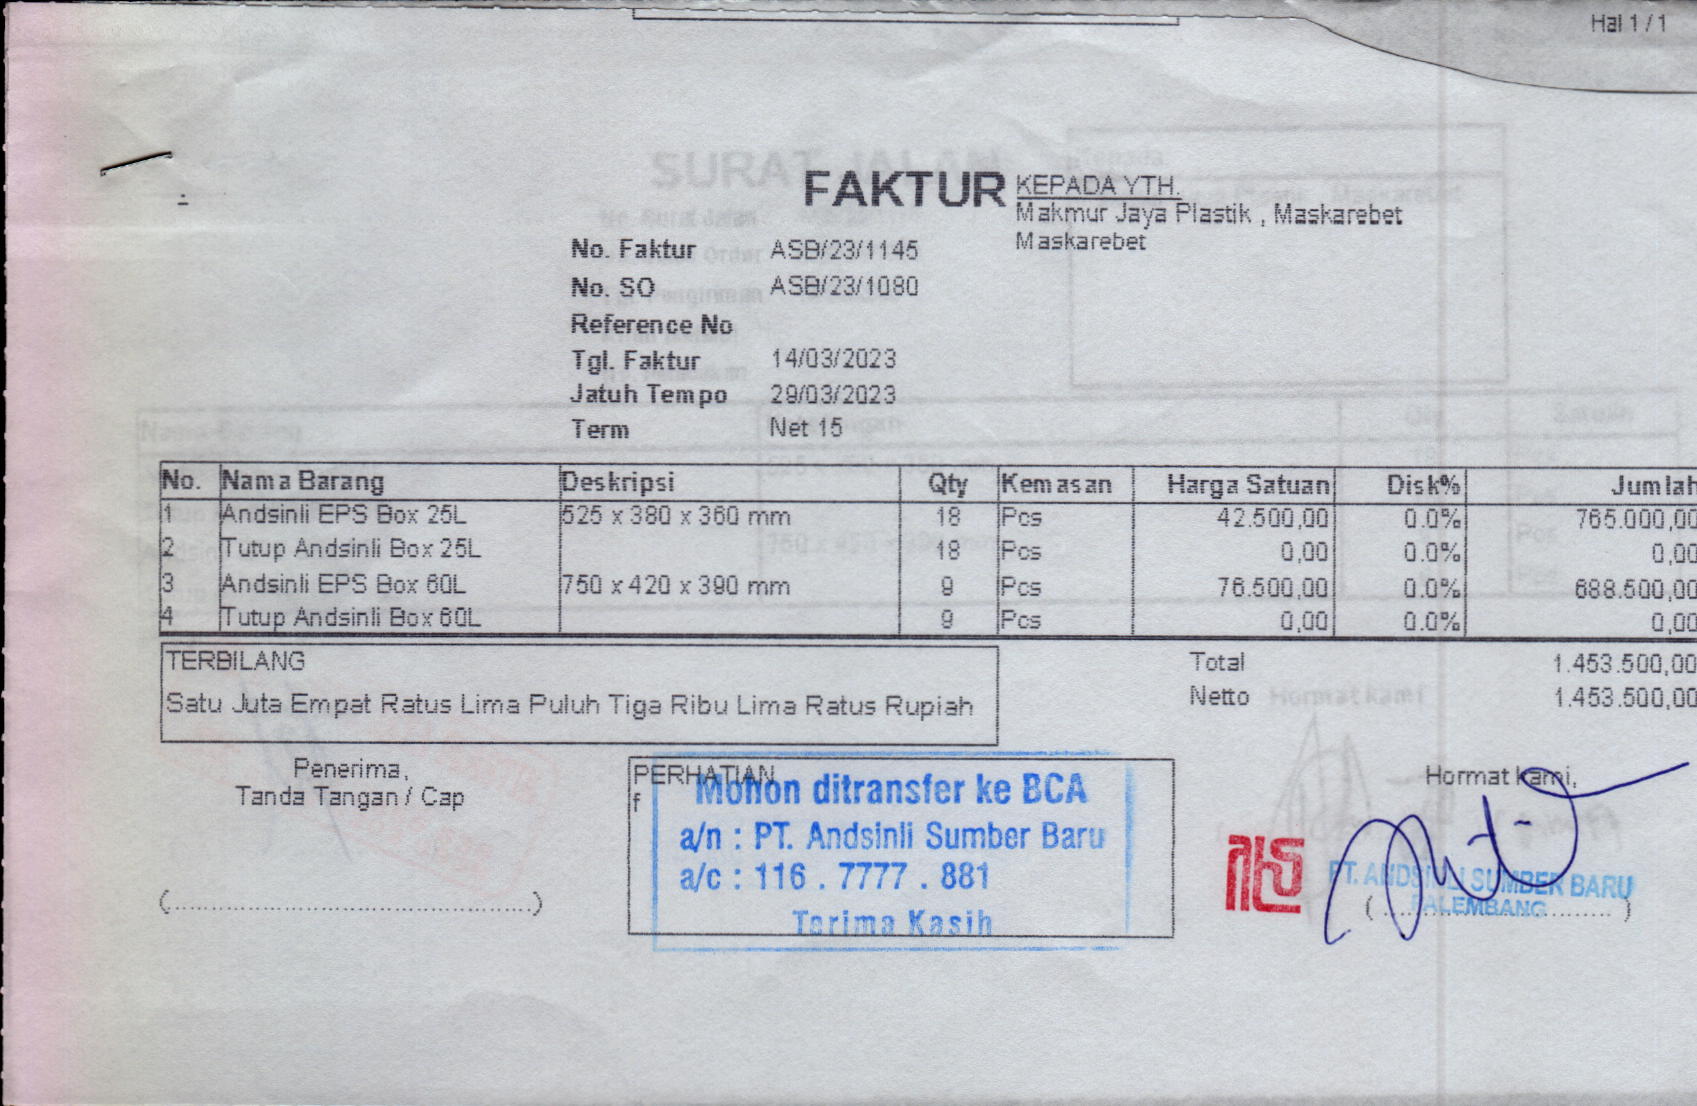 Hal 1 / 1
FAKTUR
KEPADA YTH.
Makmur Jaya Plastik , Maskarebet
Maskarebet
No. Faktur ASB/23/1145
No. SO ASB/23/1080
Reference No
Tgl. Faktur 14/03/2023
Jatuh Tempo 29/03/2023
Term Net 15
No. Nama Barang Deskripsi Qty Kemasan Harga Satuan Disk% Jumlah
1 Andsinli EPS Box 25L 525 x 380 x 360 mm 18 Pcs 42.500,00 0.0% 765.000,00
2 Tutup Andsinli Box 25L 18 Pcs 0,00 0.0% 0,00
3 Andsinli EPS Box 60L 750 x 420 x 390 mm 9 Pcs 76.500,00 0.0% 688.500,00
4 Tutup Andsinli Box 60L 9 Pcs 0,00 0.0% 0,00
TERBILANG
Satu Juta Empat Ratus Lima Puluh Tiga Ribu Lima Ratus Rupiah
Total 1.453.500,00
Netto 1.453.500,00
Penerima,
Tanda Tangan / Cap
(..............................................)
PERHATIAN
f
Mohon ditransfer ke BCA
a/n : PT. Andsinli Sumber Baru
a/c : 116 . 7777 . 881
Terima Kasih
Hormat kami,
PT. ANDSINLI SUMBER BARU
PALEMBANG
SURAT JALAN
Hormat kami